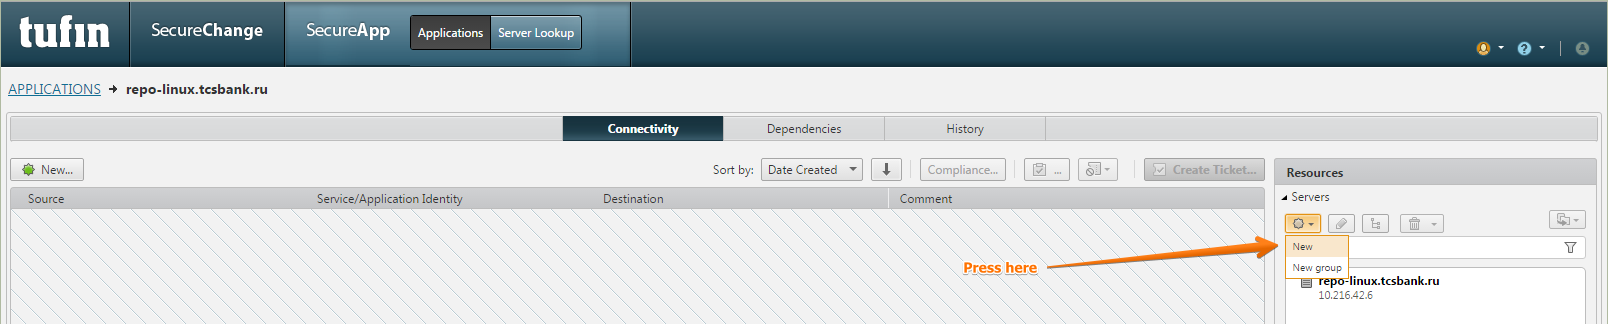 tufin SecureChange SecureApp Applications Server Lookup
APPLICATIONS → repo-linux.tcsbank.ru
Connectivity Dependencies History
New... Sort by: Date Created Compliance... ... Create Ticket...
Resources
Source Service/Application Identity Destination Comment
Servers
New
Press here
New group
repo-linux.tcsbank.ru
10.216.42.6